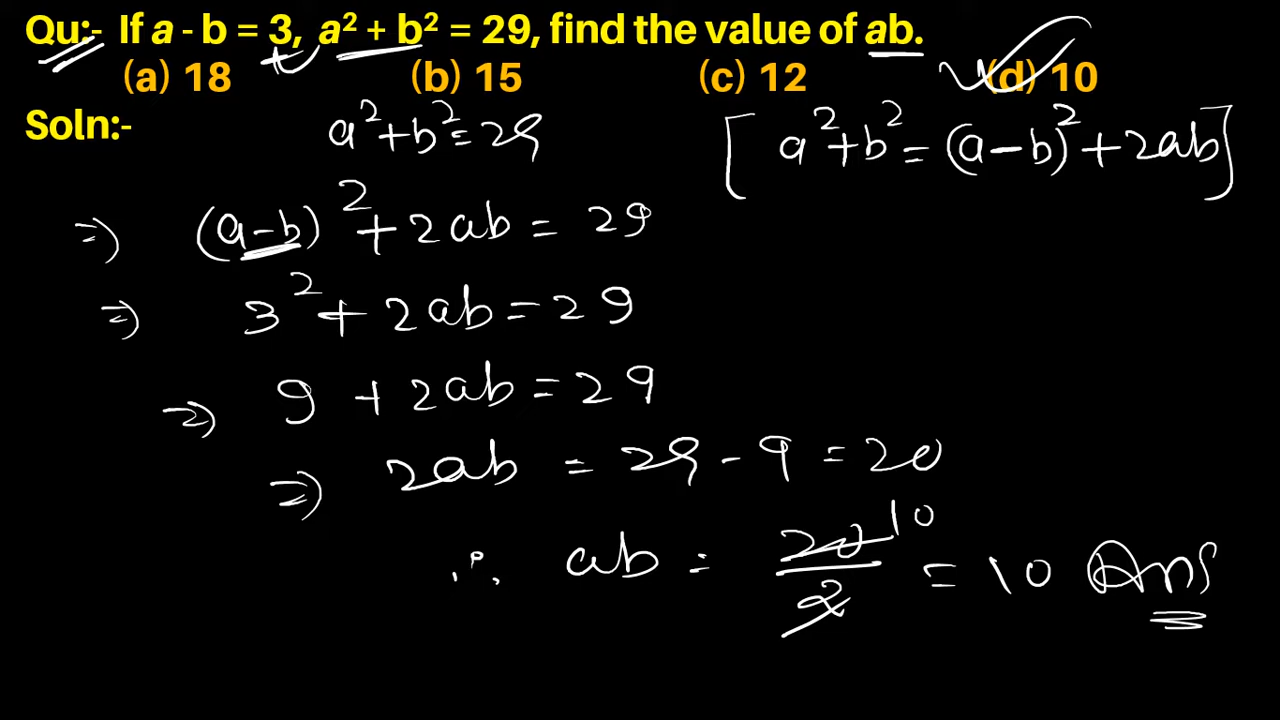 Qu:- If a - b = 3, a² + b² = 29, find the value of ab.
(a) 18 (b) 15 (c) 12 (d) 10
Soln:- a² + b² = 29 [a² + b² = (a - b)² + 2ab]
⇒ (a - b)² + 2ab = 29
⇒ 3² + 2ab = 29
⇒ 9 + 2ab = 29
⇒ 2ab = 29 - 9 = 20
∴ ab = 20/2 10 = 10 Ans